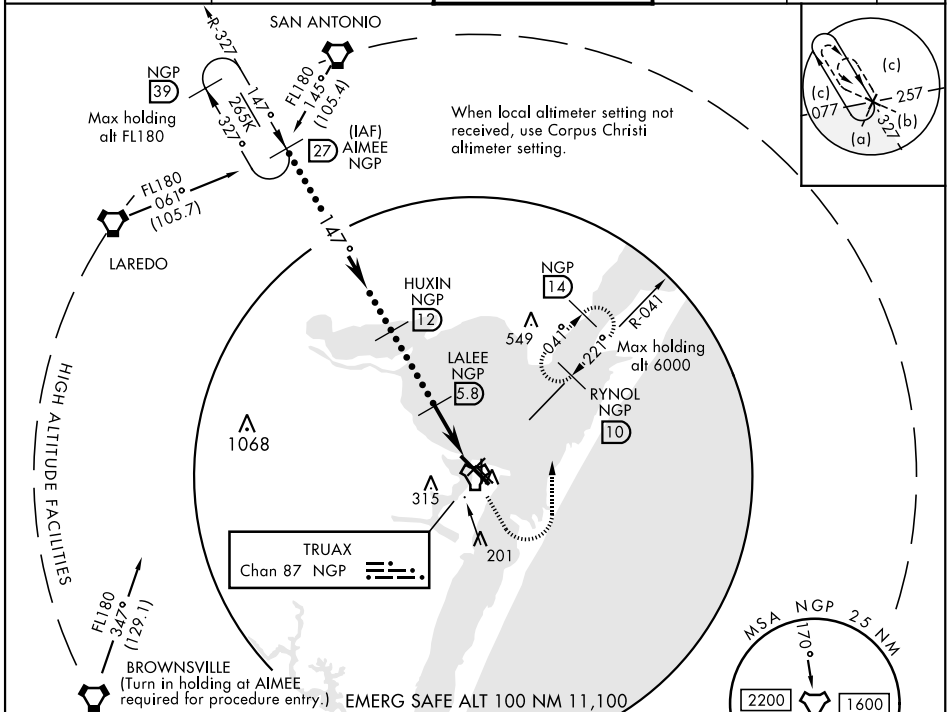 SAN ANTONIO
R-327
FL180
145°
(105.4)
NGP
39
Max holding
alt FL180
147°
265K
327°
(IAF)
27 AIMEE
NGP
When local altimeter setting not
received, use Corpus Christi
altimeter setting.
(c)
(c)
257
077
(b)
(a)
327
FL180
061°
(105.7)
LAREDO
147°
HUXIN
NGP
12
NGP
14
R-041
549
041°
221°
Max holding
alt 6000
LALEE
NGP
5.8
RYNOL
NGP
10
HIGH ALTITUDE FACILITIES
1068
315
201
TRUAX
Chan 87 NGP
FL180
347°
(129.1)
BROWNSVILLE
(Turn in holding at AIMEE
required for procedure entry.)
EMERG SAFE ALT 100 NM 11,100
MSA NGP 25 NM
170°
2200
1600